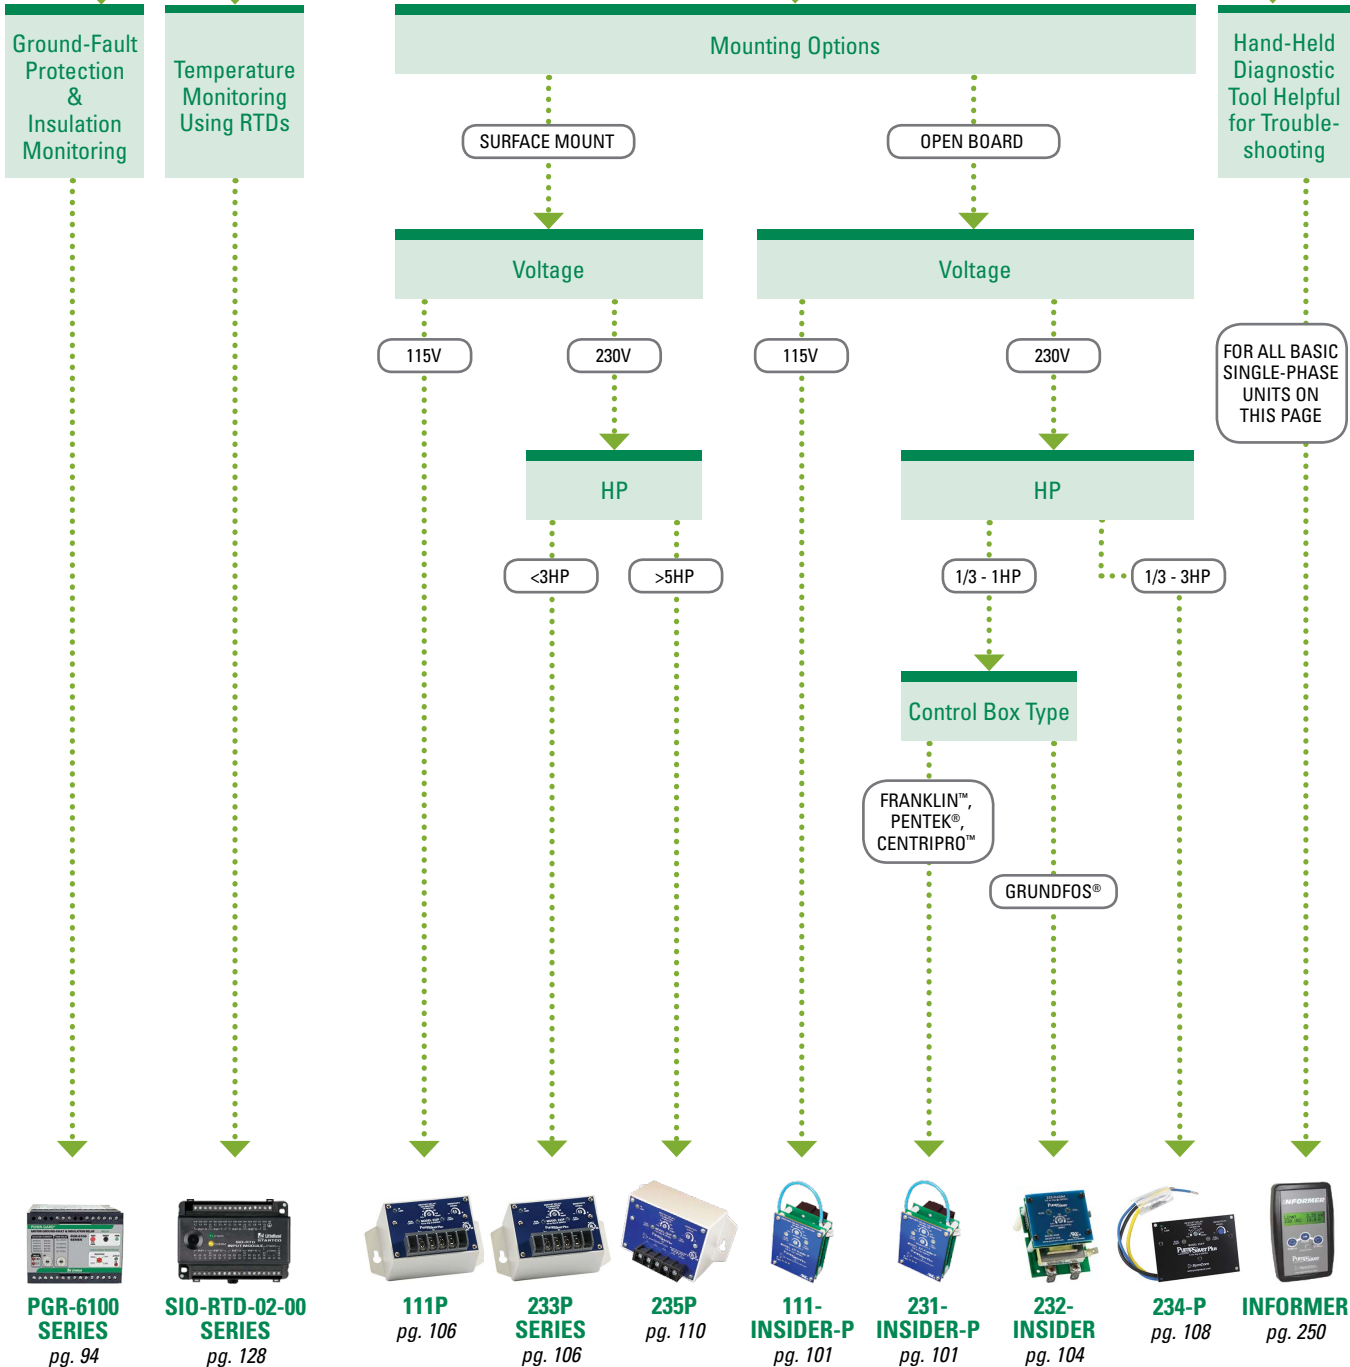 Ground-Fault
Protection
&
Insulation
Monitoring
Temperature
Monitoring
Using RTDs
Mounting Options
Hand-Held
Diagnostic
Tool Helpful
for Trouble-
shooting
SURFACE MOUNT
OPEN BOARD
Voltage
Voltage
115V
230V
115V
230V
FOR ALL BASIC
SINGLE-PHASE
UNITS ON
THIS PAGE
HP
HP
<3HP
>5HP
1/3 - 1HP
1/3 - 3HP
Control Box Type
FRANKLIN™,
PENTEK®,
CENTRIPRO™
GRUNDFOS®
INFORMER
PumpSaver Plus
PGR-6100
SERIES
pg. 94
SIO-RTD-02-00
SERIES
pg. 128
111P
pg. 106
233P
SERIES
pg. 106
235P
pg. 110
111-
INSIDER-P
pg. 101
231-
INSIDER-P
pg. 101
232-
INSIDER
pg. 104
234-P
pg. 108
INFORMER
pg. 250